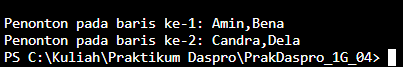 Penonton pada baris ke-1: Amin,Bena
Penonton pada baris ke-2: Candra,Dela
PS C:\Kuliah\Praktikum Daspro\PrakDaspro_1G_04>